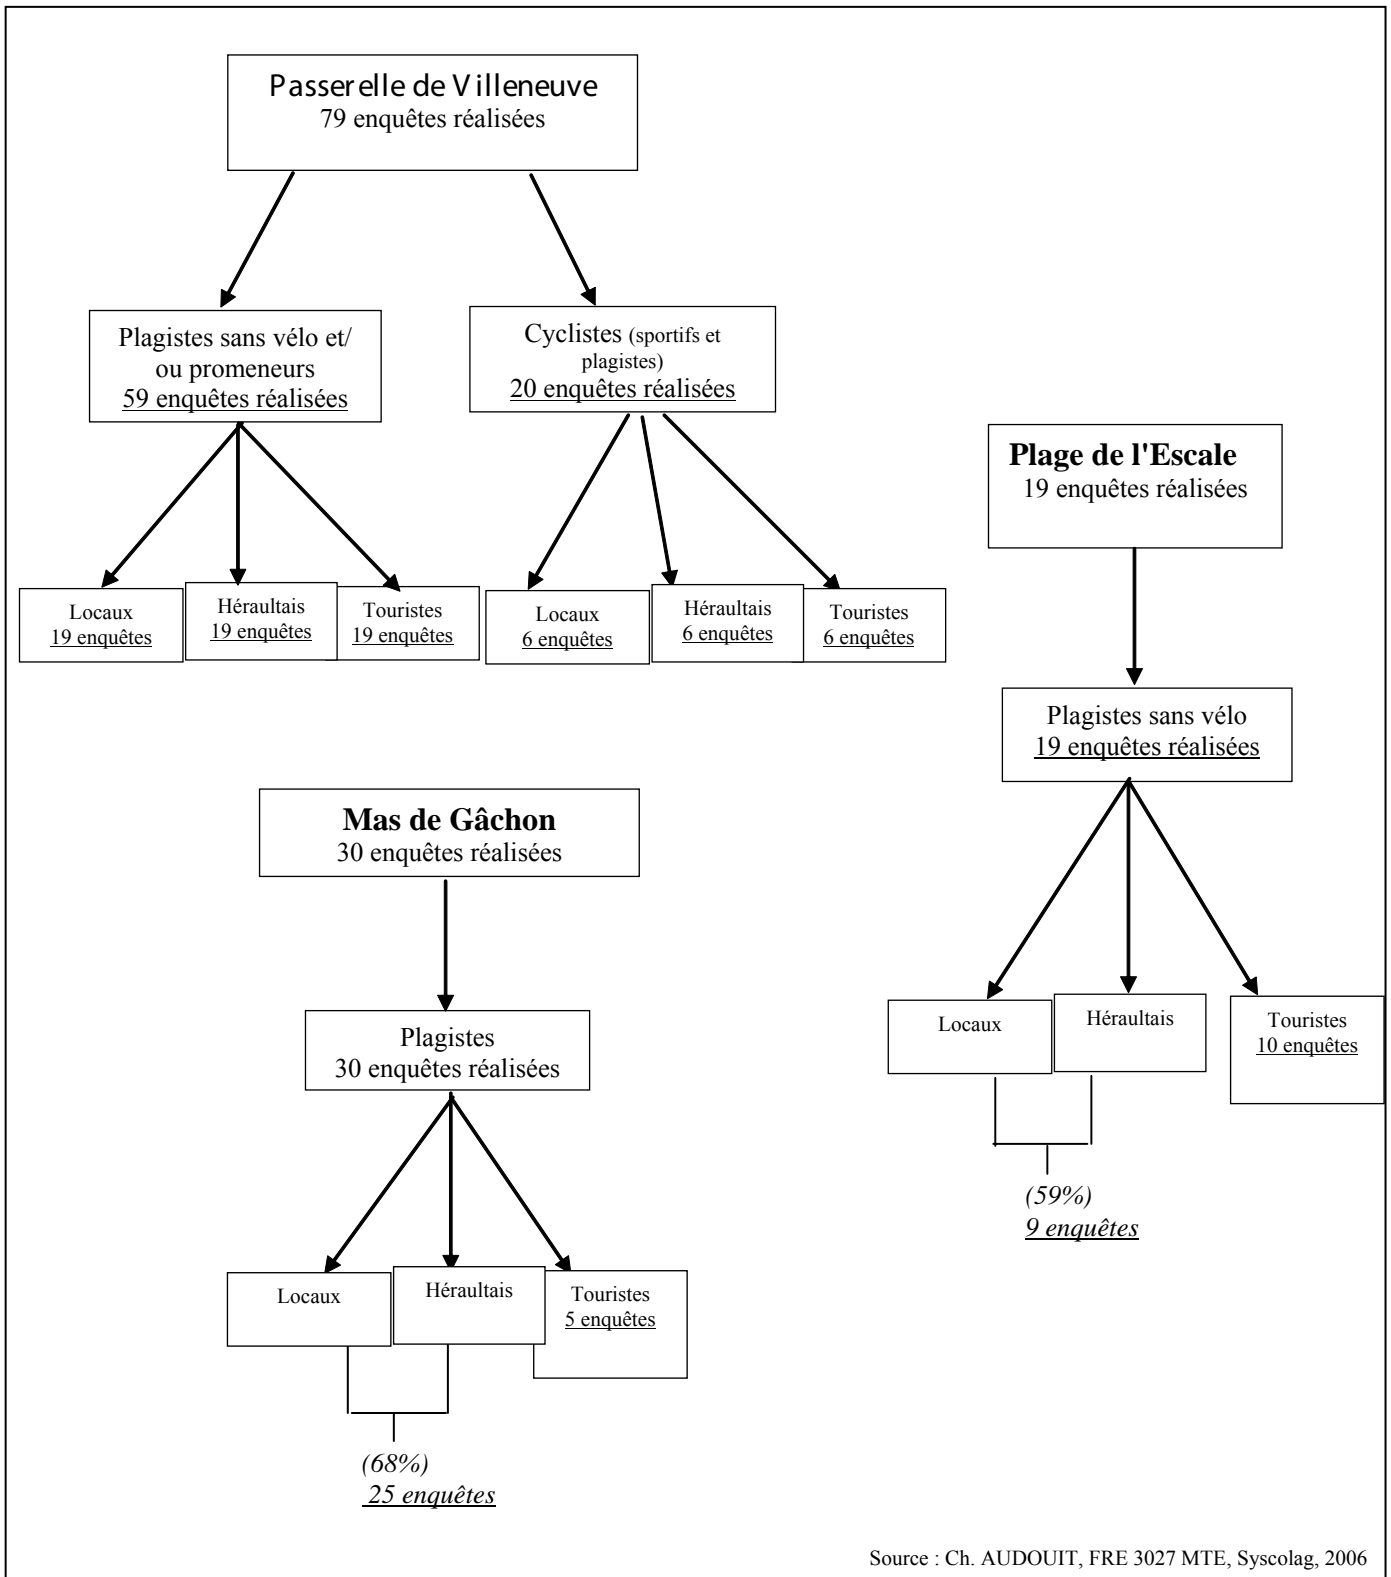 Passerelle de Villeneuve
79 enquêtes réalisées
Plagistes sans vélo et/
ou promeneurs
59 enquêtes réalisées
Cyclistes (sportifs et
plagistes)
20 enquêtes réalisées
Locaux
19 enquêtes
Héraultais
19 enquêtes
Touristes
19 enquêtes
Locaux
6 enquêtes
Héraultais
6 enquêtes
Touristes
6 enquêtes
Plage de l'Escale
19 enquêtes réalisées
Plagistes sans vélo
19 enquêtes réalisées
Locaux
Héraultais
Touristes
10 enquêtes
(59%)
9 enquêtes
Mas de Gâchon
30 enquêtes réalisées
Plagistes
30 enquêtes réalisées
Locaux
Héraultais
Touristes
5 enquêtes
(68%)
25 enquêtes
Source : Ch. AUDOUIT, FRE 3027 MTE, Syscolag, 2006